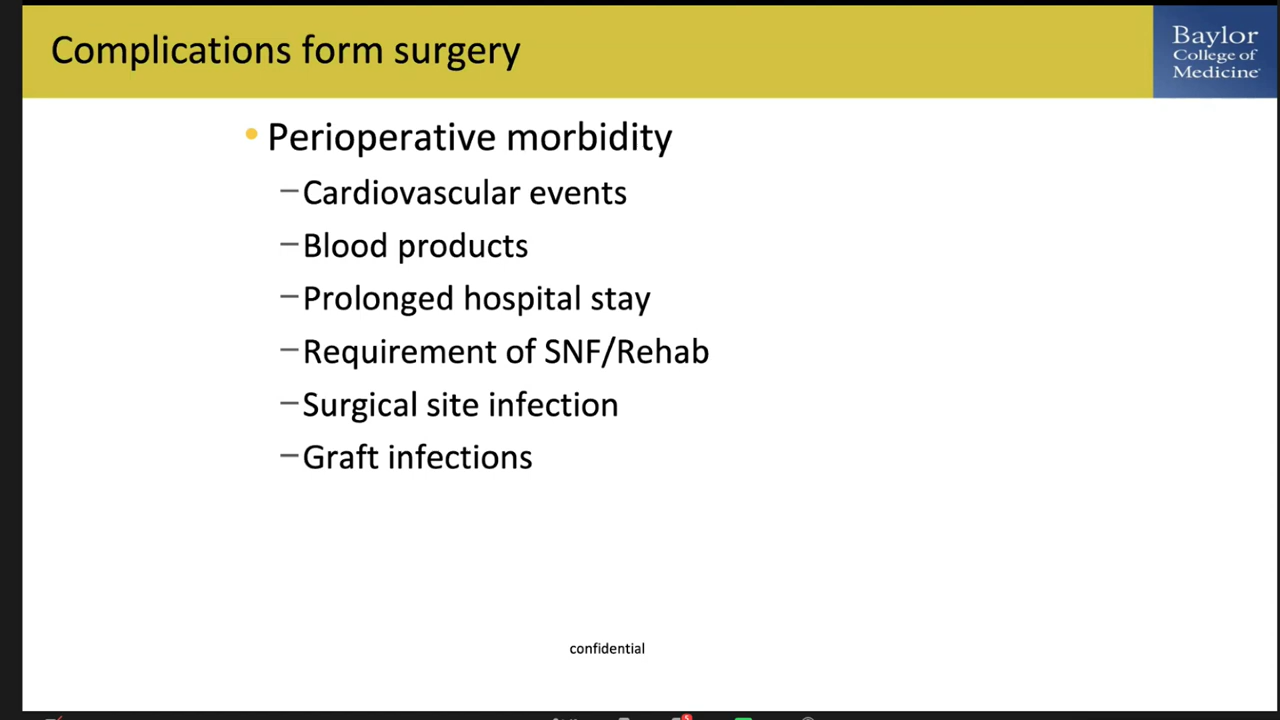 Complications form surgery
Baylor
College of
Medicine
• Perioperative morbidity
–Cardiovascular events
–Blood products
–Prolonged hospital stay
–Requirement of SNF/Rehab
–Surgical site infection
–Graft infections
confidential